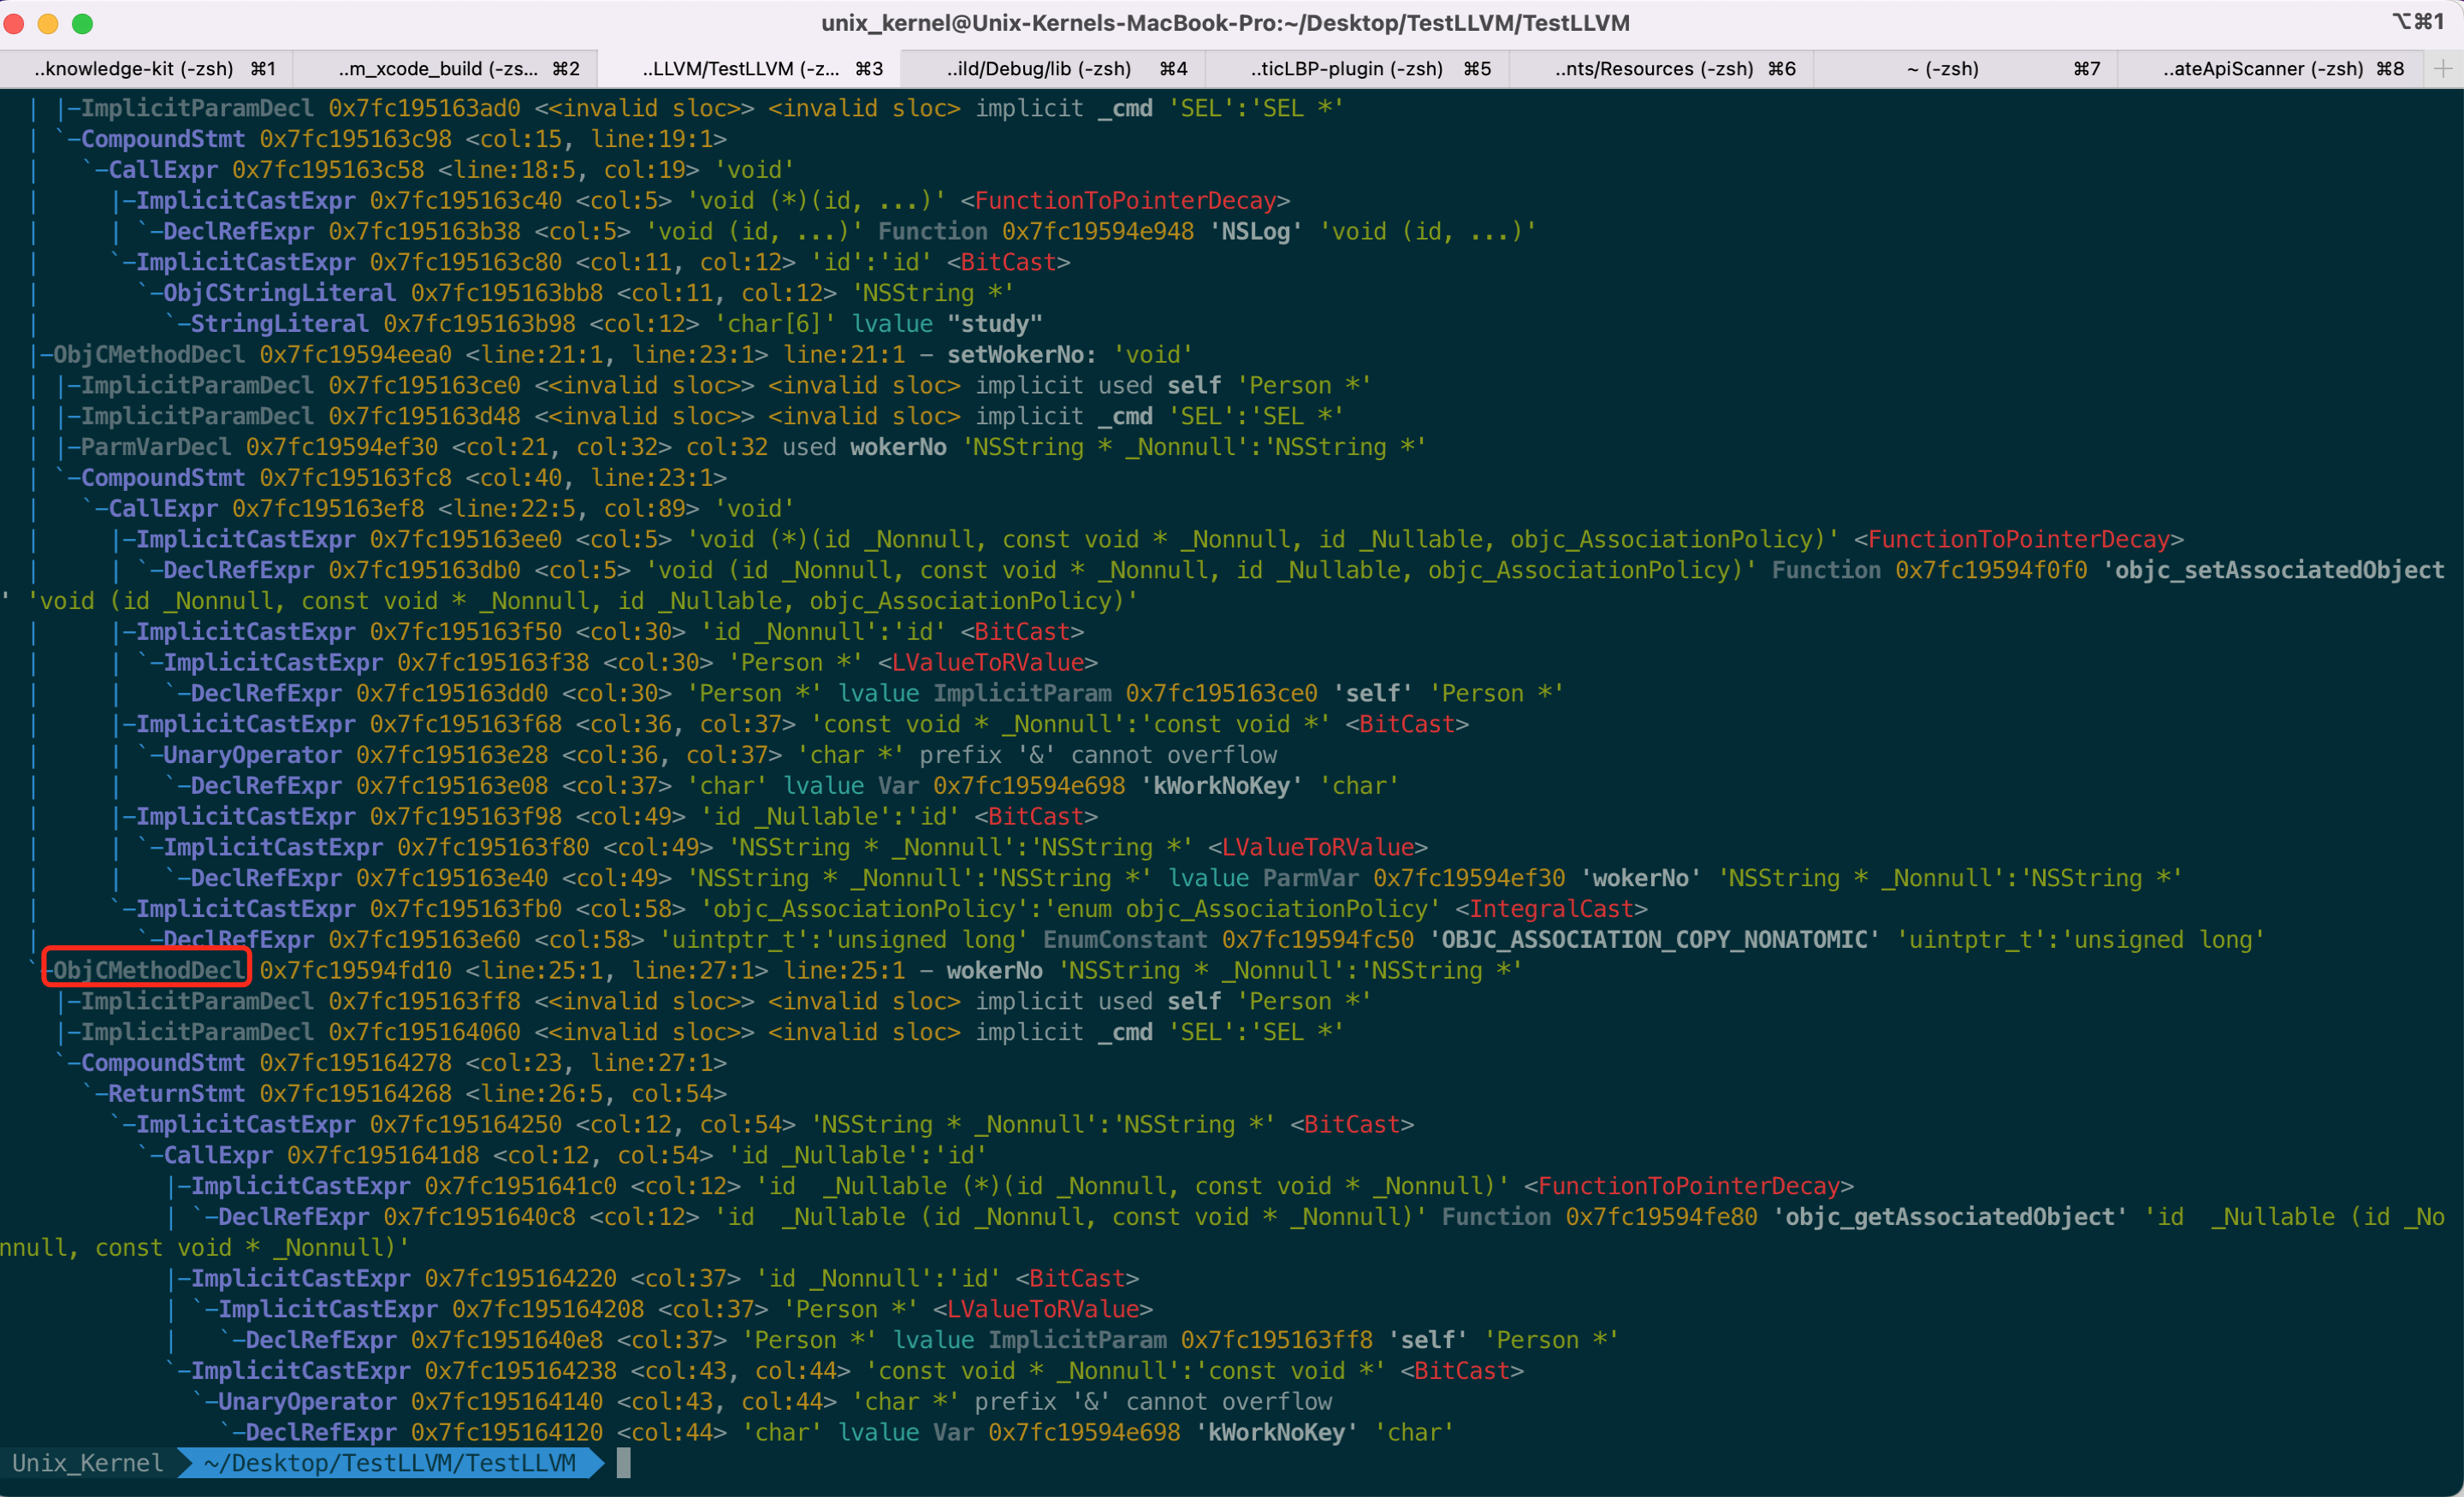 unix_kernel@Unix-Kernels-MacBook-Pro:~/Desktop/TestLLVM/TestLLVM ⌥⌘1
..knowledge-kit (-zsh) ⌘1 ..m_xcode_build (-zs... ⌘2 ..LLVM/TestLLVM (-z... ⌘3 ..ild/Debug/lib (-zsh) ⌘4 ..ticLBP-plugin (-zsh) ⌘5 ..nts/Resources (-zsh) ⌘6 ~ (-zsh) ⌘7 ..ateApiScanner (-zsh) ⌘8 +
| |-ImplicitParamDecl 0x7fc195163ad0 <<invalid sloc>> <invalid sloc> implicit _cmd 'SEL':'SEL *'
| `-CompoundStmt 0x7fc195163c98 <col:15, line:19:1>
|   `-CallExpr 0x7fc195163c58 <line:18:5, col:19> 'void'
|     |-ImplicitCastExpr 0x7fc195163c40 <col:5> 'void (*)(id, ...)' <FunctionToPointerDecay>
|     | `-DeclRefExpr 0x7fc195163b38 <col:5> 'void (id, ...)' Function 0x7fc19594e948 'NSLog' 'void (id, ...)'
|     `-ImplicitCastExpr 0x7fc195163c80 <col:11, col:12> 'id':'id' <BitCast>
|       `-ObjCStringLiteral 0x7fc195163bb8 <col:11, col:12> 'NSString *'
|         `-StringLiteral 0x7fc195163b98 <col:12> 'char[6]' lvalue "study"
|-ObjCMethodDecl 0x7fc19594eea0 <line:21:1, line:23:1> line:21:1 - setWokerNo: 'void'
| |-ImplicitParamDecl 0x7fc195163ce0 <<invalid sloc>> <invalid sloc> implicit used self 'Person *'
| |-ImplicitParamDecl 0x7fc195163d48 <<invalid sloc>> <invalid sloc> implicit _cmd 'SEL':'SEL *'
| |-ParmVarDecl 0x7fc19594ef30 <col:21, col:32> col:32 used wokerNo 'NSString * _Nonnull':'NSString *'
| `-CompoundStmt 0x7fc195163fc8 <col:40, line:23:1>
|   `-CallExpr 0x7fc195163ef8 <line:22:5, col:89> 'void'
|     |-ImplicitCastExpr 0x7fc195163ee0 <col:5> 'void (*)(id _Nonnull, const void * _Nonnull, id _Nullable, objc_AssociationPolicy)' <FunctionToPointerDecay>
|     | `-DeclRefExpr 0x7fc195163db0 <col:5> 'void (id _Nonnull, const void * _Nonnull, id _Nullable, objc_AssociationPolicy)' Function 0x7fc19594f0f0 'objc_setAssociatedObject
' 'void (id _Nonnull, const void * _Nonnull, id _Nullable, objc_AssociationPolicy)'
|     |-ImplicitCastExpr 0x7fc195163f50 <col:30> 'id _Nonnull':'id' <BitCast>
|     | `-ImplicitCastExpr 0x7fc195163f38 <col:30> 'Person *' <LValueToRValue>
|     |   `-DeclRefExpr 0x7fc195163dd0 <col:30> 'Person *' lvalue ImplicitParam 0x7fc195163ce0 'self' 'Person *'
|     |-ImplicitCastExpr 0x7fc195163f68 <col:36, col:37> 'const void * _Nonnull':'const void *' <BitCast>
|     | `-UnaryOperator 0x7fc195163e28 <col:36, col:37> 'char *' prefix '&' cannot overflow
|     |   `-DeclRefExpr 0x7fc195163e08 <col:37> 'char' lvalue Var 0x7fc19594e698 'kWorkNoKey' 'char'
|     |-ImplicitCastExpr 0x7fc195163f98 <col:49> 'id _Nullable':'id' <BitCast>
|     | `-ImplicitCastExpr 0x7fc195163f80 <col:49> 'NSString * _Nonnull':'NSString *' <LValueToRValue>
|     |   `-DeclRefExpr 0x7fc195163e40 <col:49> 'NSString * _Nonnull':'NSString *' lvalue ParmVar 0x7fc19594ef30 'wokerNo' 'NSString * _Nonnull':'NSString *'
|     `-ImplicitCastExpr 0x7fc195163fb0 <col:58> 'objc_AssociationPolicy':'enum objc_AssociationPolicy' <IntegralCast>
|       `-DeclRefExpr 0x7fc195163e60 <col:58> 'uintptr_t':'unsigned long' EnumConstant 0x7fc19594fc50 'OBJC_ASSOCIATION_COPY_NONATOMIC' 'uintptr_t':'unsigned long'
`-ObjCMethodDecl 0x7fc19594fd10 <line:25:1, line:27:1> line:25:1 - wokerNo 'NSString * _Nonnull':'NSString *'
  |-ImplicitParamDecl 0x7fc195163ff8 <<invalid sloc>> <invalid sloc> implicit used self 'Person *'
  |-ImplicitParamDecl 0x7fc195164060 <<invalid sloc>> <invalid sloc> implicit _cmd 'SEL':'SEL *'
  `-CompoundStmt 0x7fc195164278 <col:23, line:27:1>
    `-ReturnStmt 0x7fc195164268 <line:26:5, col:54>
      `-ImplicitCastExpr 0x7fc195164250 <col:12, col:54> 'NSString * _Nonnull':'NSString *' <BitCast>
        `-CallExpr 0x7fc1951641d8 <col:12, col:54> 'id _Nullable':'id'
          |-ImplicitCastExpr 0x7fc1951641c0 <col:12> 'id  _Nullable (*)(id _Nonnull, const void * _Nonnull)' <FunctionToPointerDecay>
          | `-DeclRefExpr 0x7fc1951640c8 <col:12> 'id  _Nullable (id _Nonnull, const void * _Nonnull)' Function 0x7fc19594fe80 'objc_getAssociatedObject' 'id  _Nullable (id _No
nnull, const void * _Nonnull)'
          |-ImplicitCastExpr 0x7fc195164220 <col:37> 'id _Nonnull':'id' <BitCast>
          | `-ImplicitCastExpr 0x7fc195164208 <col:37> 'Person *' <LValueToRValue>
          |   `-DeclRefExpr 0x7fc1951640e8 <col:37> 'Person *' lvalue ImplicitParam 0x7fc195163ff8 'self' 'Person *'
          `-ImplicitCastExpr 0x7fc195164238 <col:43, col:44> 'const void * _Nonnull':'const void *' <BitCast>
            `-UnaryOperator 0x7fc195164140 <col:43, col:44> 'char *' prefix '&' cannot overflow
              `-DeclRefExpr 0x7fc195164120 <col:44> 'char' lvalue Var 0x7fc19594e698 'kWorkNoKey' 'char'
Unix_Kernel ~/Desktop/TestLLVM/TestLLVM